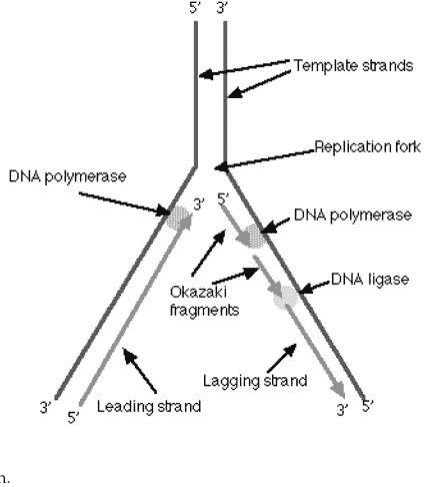 5’ 3’
Template strands
Replication fork
DNA polymerase
3’ 5’
DNA polymerase
DNA ligase
Okazaki
fragments
Lagging strand
Leading strand
3’ 5’
3’ 5’
n.